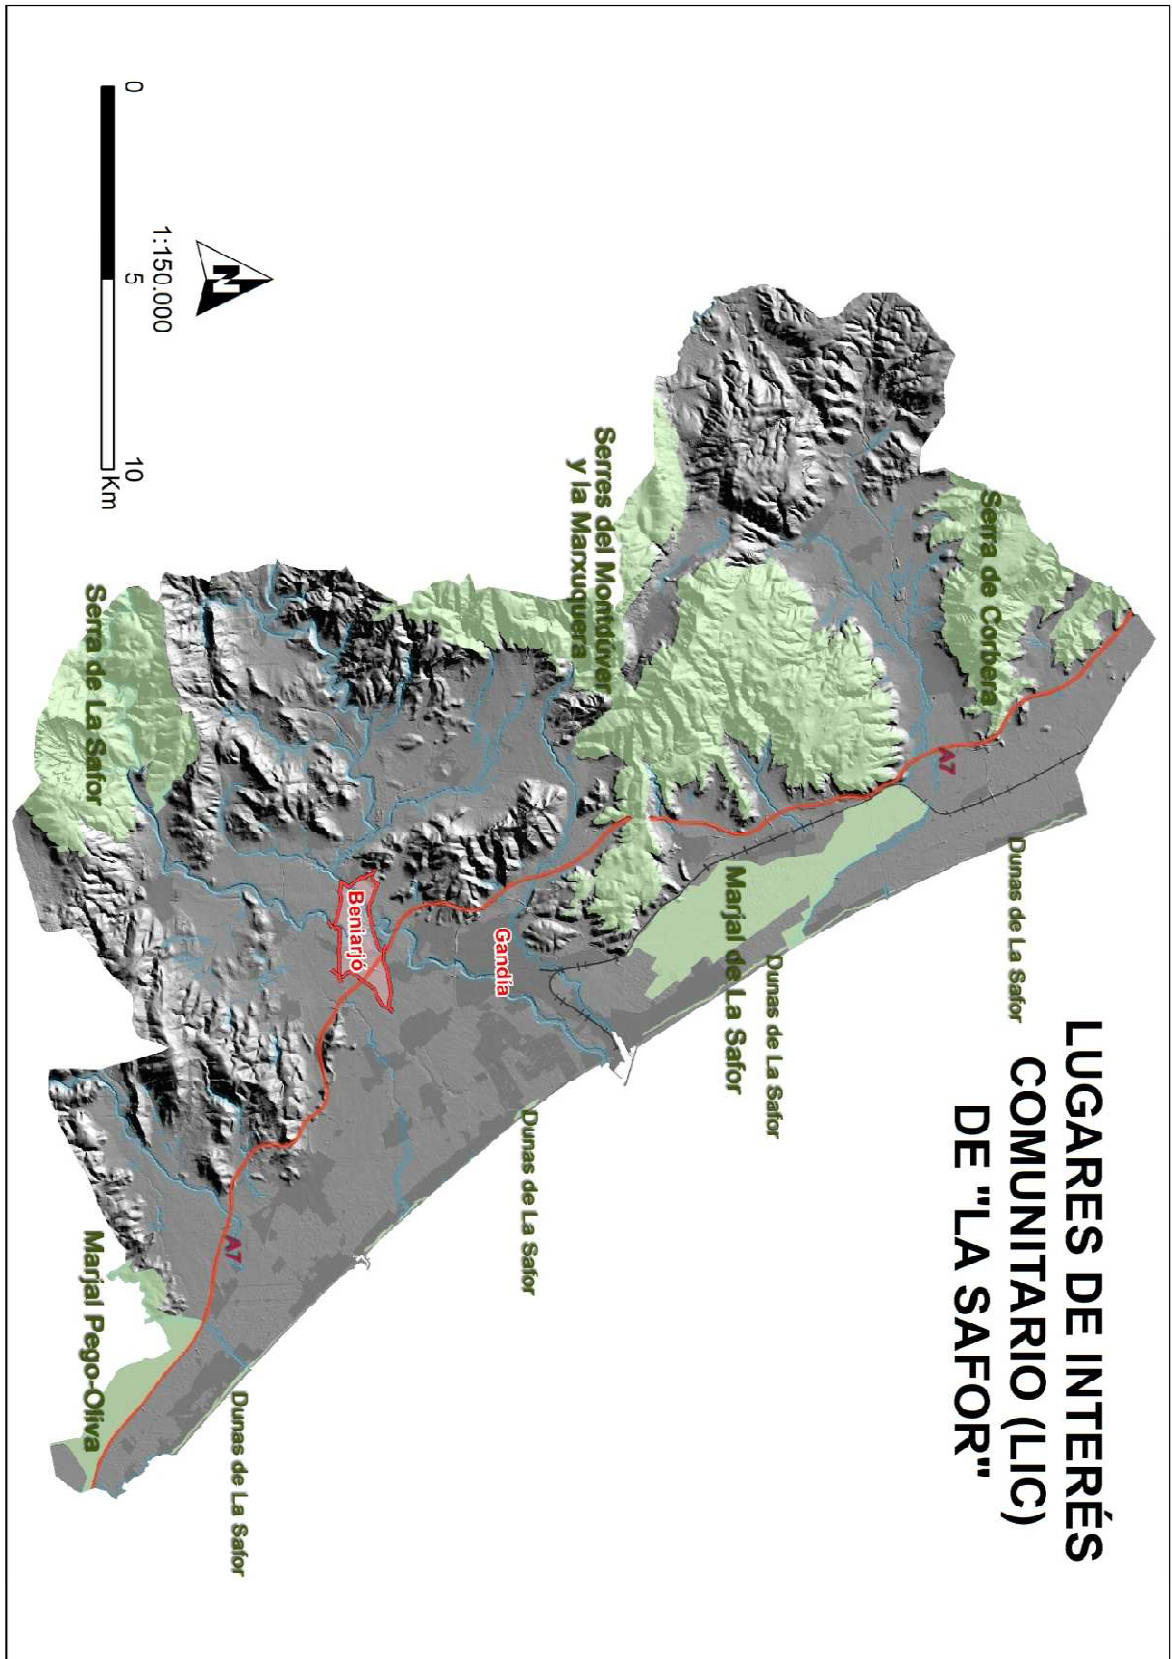 LUGARES DE INTERÉS
COMUNITARIO (LIC)
DE "LA SAFOR"
Serra de Corbera
Dunas de La Safor
A7
Serres del Montdúver
y la Marxuquera
Marjal de La Safor
Dunas de La Safor
Gandia
Dunas de La Safor
Beniarjó
Serra de La Safor
A7
Dunas de La Safor
Marjal Pego-Oliva
N
1:150.000
0
5
10
Km